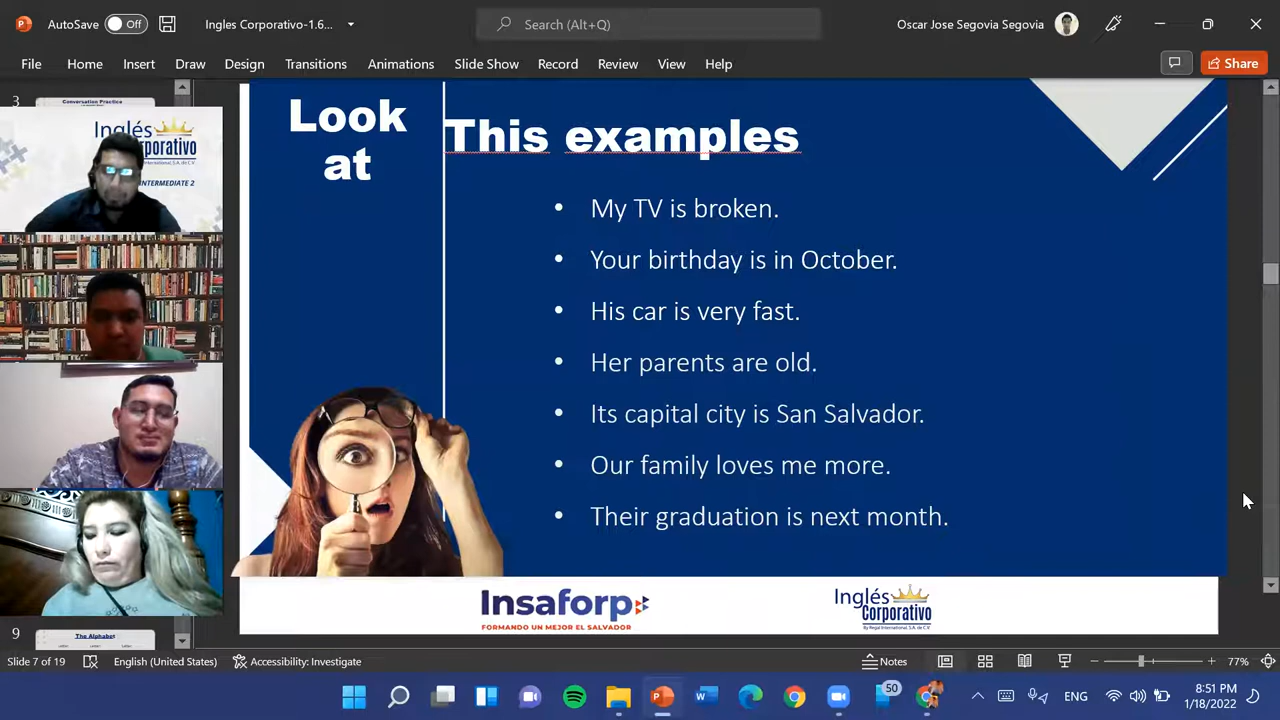 AutoSave Off Ingles Corporativo-1.6... Search (Alt+Q) Oscar Jose Segovia Segovia
File Home Insert Draw Design Transitions Animations Slide Show Record Review View Help Share
3
Conversation Practice
Inglés
INTERMEDIATE 2
Look
at
This examples
• My TV is broken.
• Your birthday is in October.
• His car is very fast.
• Her parents are old.
• Its capital city is San Salvador.
• Our family loves me more.
• Their graduation is next month.
Insaforp
FORMANDO UN MEJOR EL SALVADOR
Inglés
Corporativo
By Regal International, S.A. de C.V.
9
The Alphabet
Slide 7 of 19 English (United States) Accessibility: Investigate Notes 77%
50 ENG 8:51 PM
1/18/2022